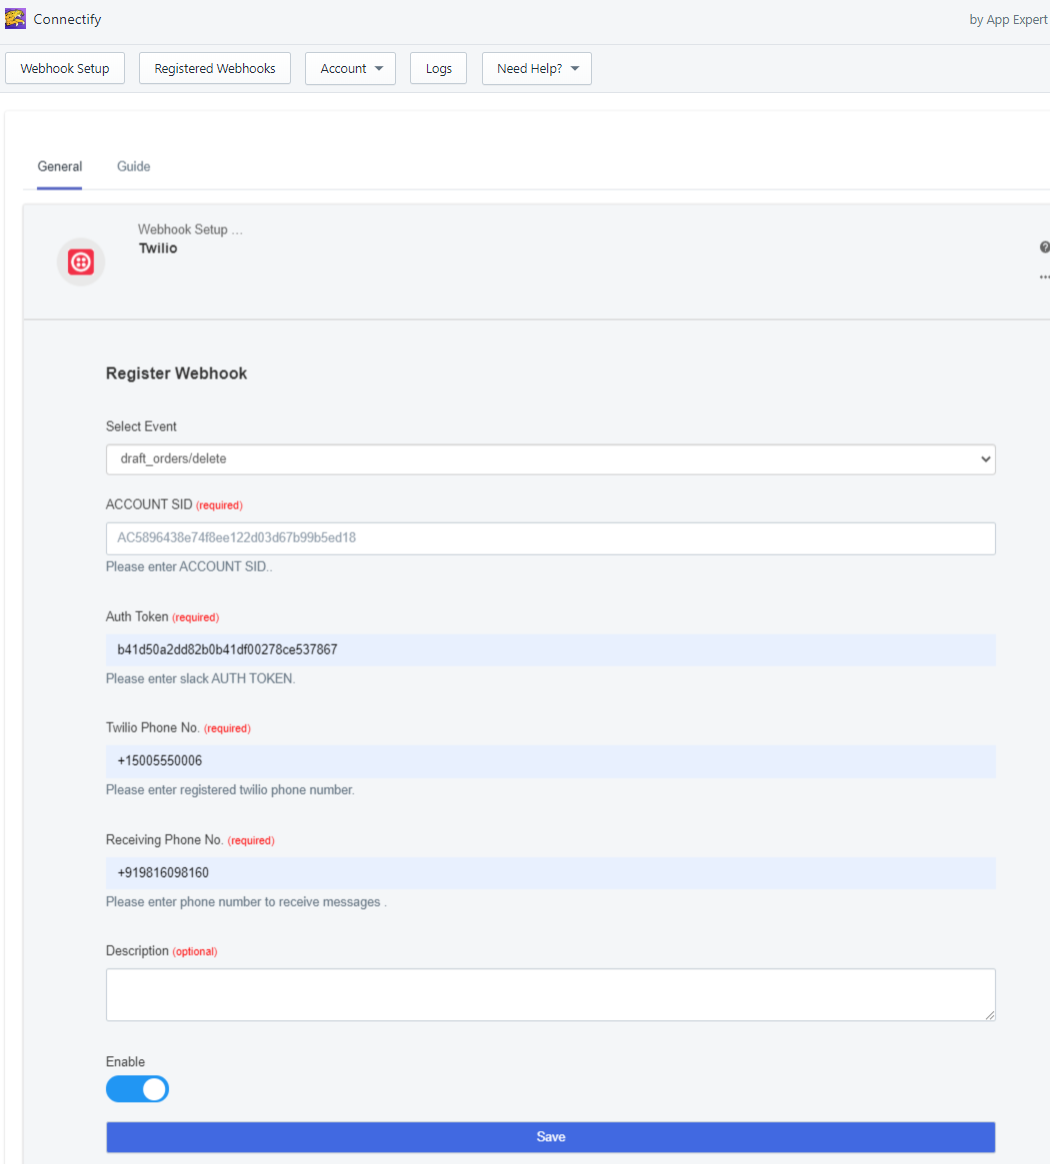 Connectify
by App Expert
Webhook Setup
Registered Webhooks
Account
Logs
Need Help?
General
Guide
Webhook Setup ...
Twilio
Register Webhook
Select Event
draft_orders/delete
ACCOUNT SID (required)
AC5896438e74f8ee122d03d67b99b5ed18
Please enter ACCOUNT SID..
Auth Token (required)
b41d50a2dd82b0b41df00278ce537867
Please enter slack AUTH TOKEN.
Twilio Phone No. (required)
+15005550006
Please enter registered twilio phone number.
Receiving Phone No. (required)
+919816098160
Please enter phone number to receive messages .
Description (optional)
Enable
Save